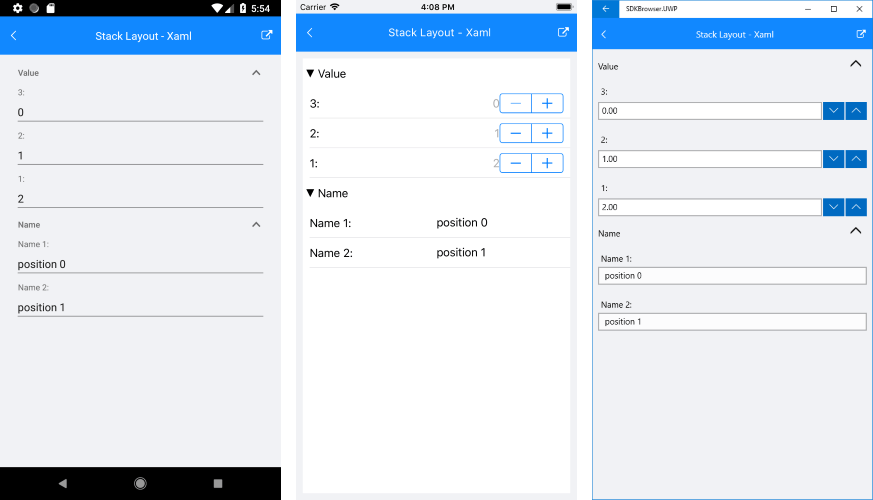 5:54
Stack Layout - Xaml
Value
3:
0
2:
1
1:
2
Name
Name 1:
position 0
Name 2:
position 1
Carrier 4:08 PM
Stack Layout - Xaml
Value
3: 0
2: 1
1: 2
Name
Name 1: position 0
Name 2: position 1
SDKBrowser.UWP
Stack Layout - Xaml
Value
3:
0.00
2:
1.00
1:
2.00
Name
Name 1:
position 0
Name 2:
position 1